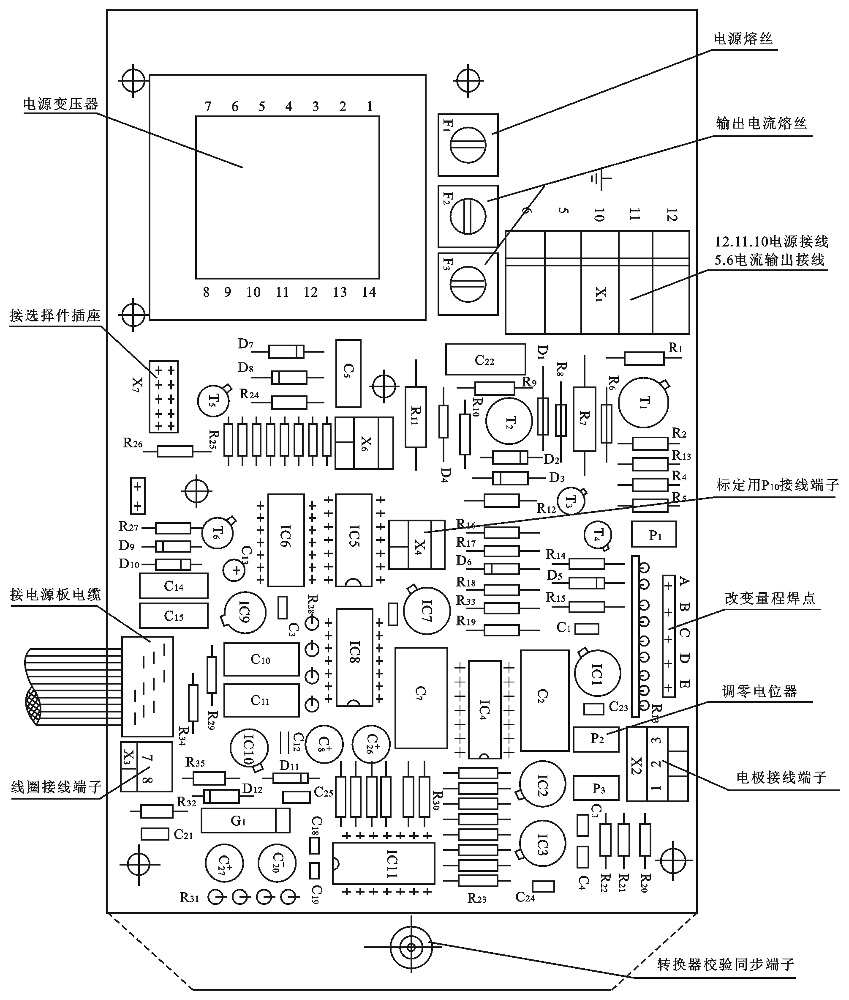 电源熔丝
电源变压器
7 6 5 4 3 2 1
F1
输出电流熔丝
F2
6 5 10 11 12
12.11.10电源接线
5.6电流输出接线
F3
X1
8 9 10 11 12 13 14
接选择件插座
D7
C5
C22
D1
R1
D8
R8
X7
R9
R6
R24
T5
R10
T1
R11
T2
R7
R25
X6
R2
R26
D2
R13
D4
D3
R4
标定用P10接线端子
T3
R5
R12
R27
T6
IC6
IC5
R16
T4
P1
D9
C13
X4
R17
R14
D10
D6
D5
A
C14
R18
接电源板电缆
IC9
R28
IC7
R33
R15
B
改变量程焊点
C15
R19
C1
C3
C
IC8
C10
D
IC1
C7
C2
E
C11
IC4
C23
调零电位器
R29
R13
R34
C12
C8+
C26+
P2
3
X3
7
IC10
X2
2
R35
D11
电极接线端子
线圈接线端子
8
D12
C25
IC2
P3
1
R32
R30
C3
G1
C18
C21
IC3
C27+
C20+
IC11
C4
R22
R21
R20
R31
C19
R23
C24
转换器校验同步端子